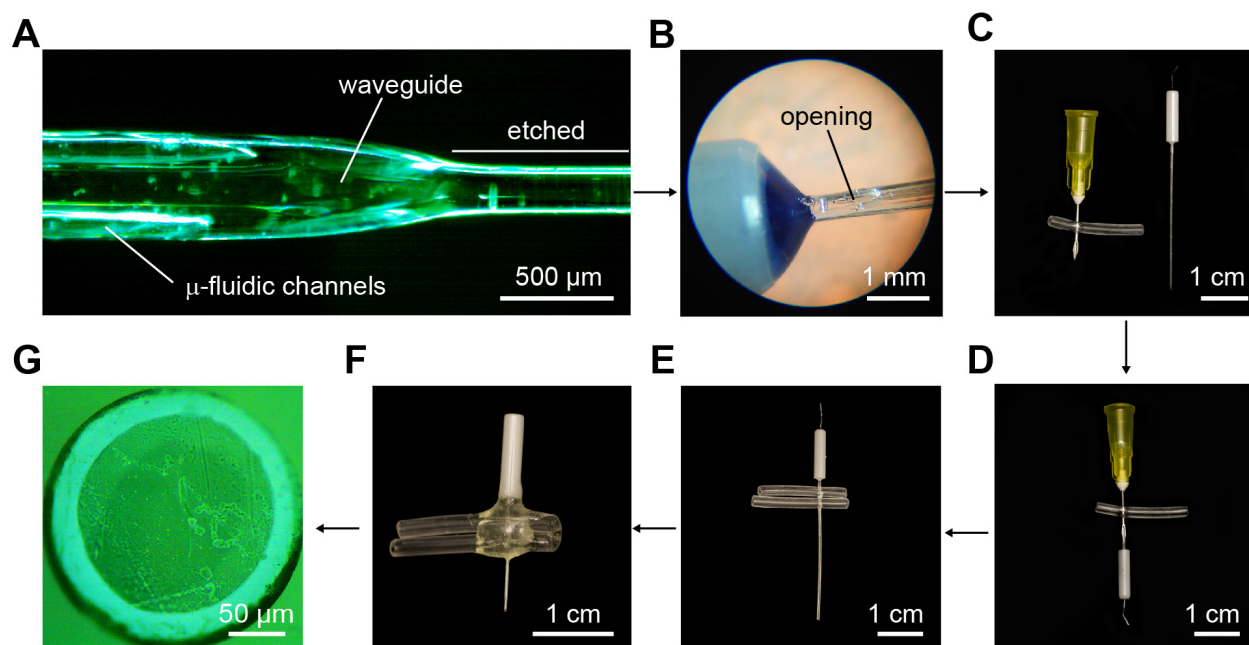 A
waveguide
etched
μ-fluidic channels
500 μm
B
opening
1 mm
C
1 cm
G
50 μm
F
1 cm
E
1 cm
D
1 cm